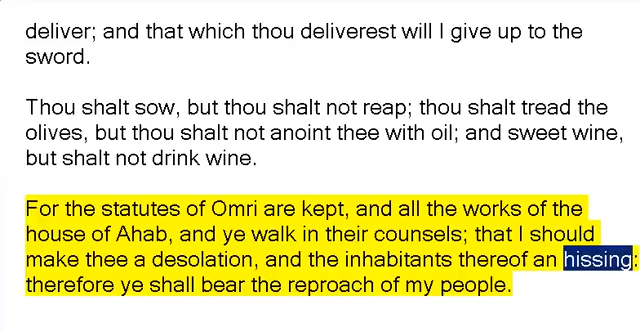 deliver; and that which thou deliverest will I give up to the
sword.
Thou shalt sow, but thou shalt not reap; thou shalt tread the
olives, but thou shalt not anoint thee with oil; and sweet wine,
but shalt not drink wine.
For the statutes of Omri are kept, and all the works of the
house of Ahab, and ye walk in their counsels; that I should
make thee a desolation, and the inhabitants thereof an hissing:
therefore ye shall bear the reproach of my people.